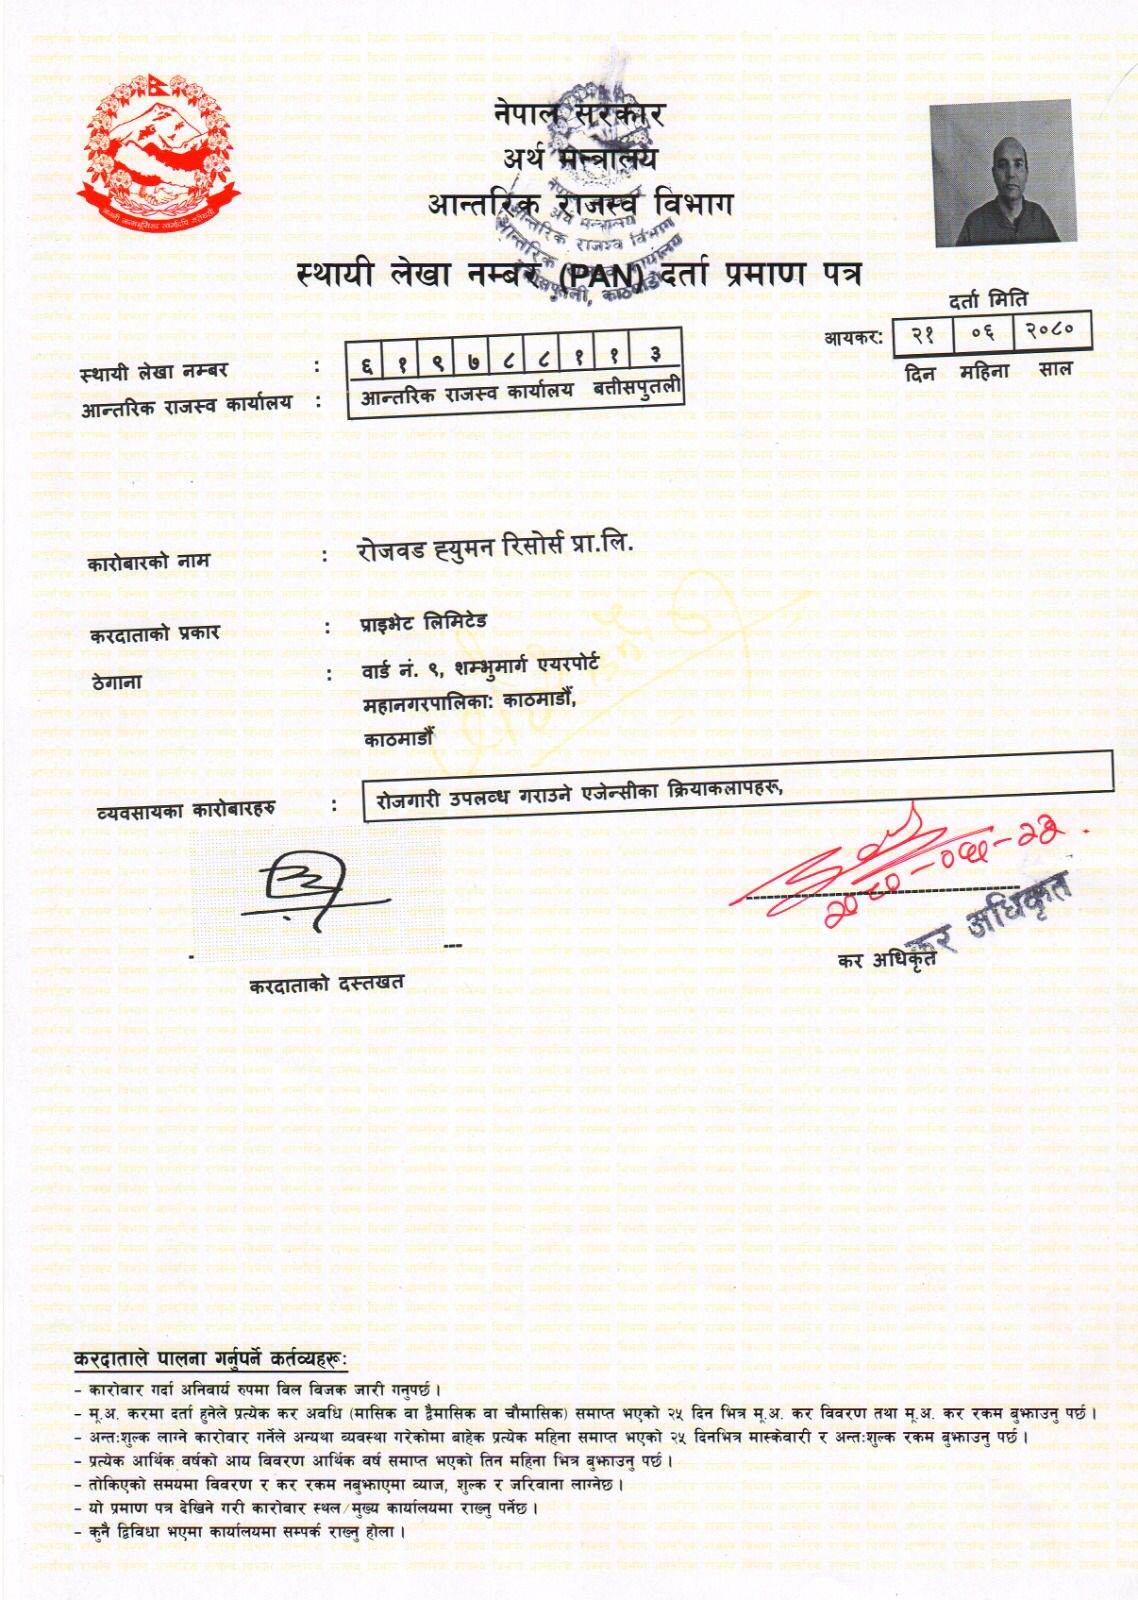 नेपाल सरकार
अर्थ मन्त्रालय
आन्तरिक राजस्व विभाग
स्थायी लेखा नम्बर (PAN) दर्ता प्रमाण पत्र
दर्ता मिति
आयकर: २१ ०६ २०८०
दिन महिना साल
स्थायी लेखा नम्बर : ६ १ ९ ७ ८ ८ १ १ ३
आन्तरिक राजस्व कार्यालय : आन्तरिक राजस्व कार्यालय बत्तीसपुतली
कारोबारको नाम : रोजवड ह्युमन रिसोर्स प्रा.लि.
करदाताको प्रकार : प्राइभेट लिमिटेड
ठेगाना : वार्ड नं. ९, शम्भुमार्ग एयरपोर्ट
महानगरपालिका: काठमाडौं,
काठमाडौं
व्यवसायका कारोबारहरु : रोजगारी उपलव्ध गराउने एजेन्सीका क्रियाकलापहरू,
कर अधिकृत
करदाताको दस्तखत
कर अधिकृत
करदाताले पालना गर्नुपर्ने कर्तव्यहरू:
– कारोवार गर्दा अनिवार्य रुपमा विल विजक जारी गनुपर्छ ।
– मू.अ. करमा दर्ता हुनेले प्रत्येक कर अवधि (मासिक वा द्वैमासिक वा चौमासिक) समाप्त भएको २५ दिन भित्र मू.अ. कर विवरण तथा मू.अ. कर रकम बुझाउनु पर्छ ।
– अन्तःशुल्क लाग्ने कारोवार गर्नेले अन्यथा व्यवस्था गरेकोमा बाहेक प्रत्येक महिना समाप्त भएको २५ दिनभित्र मास्केवारी र अन्तःशुल्क रकम बुझाउनु पर्छ ।
– प्रत्येक आर्थिक वर्षको आय विवरण आर्थिक वर्ष समाप्त भएको तिन महिना भित्र बुझाउनु पर्छ ।
– तोकिएको समयमा विवरण र कर रकम नबुझाएमा व्याज, शुल्क र जरिवाना लाग्नेछ ।
– यो प्रमाण पत्र देखिने गरी कारोवार स्थल/मुख्य कार्यालयमा राख्नु पर्नेछ ।
– कुनै द्विविधा भएमा कार्यालयमा सम्पर्क राख्नु होला ।